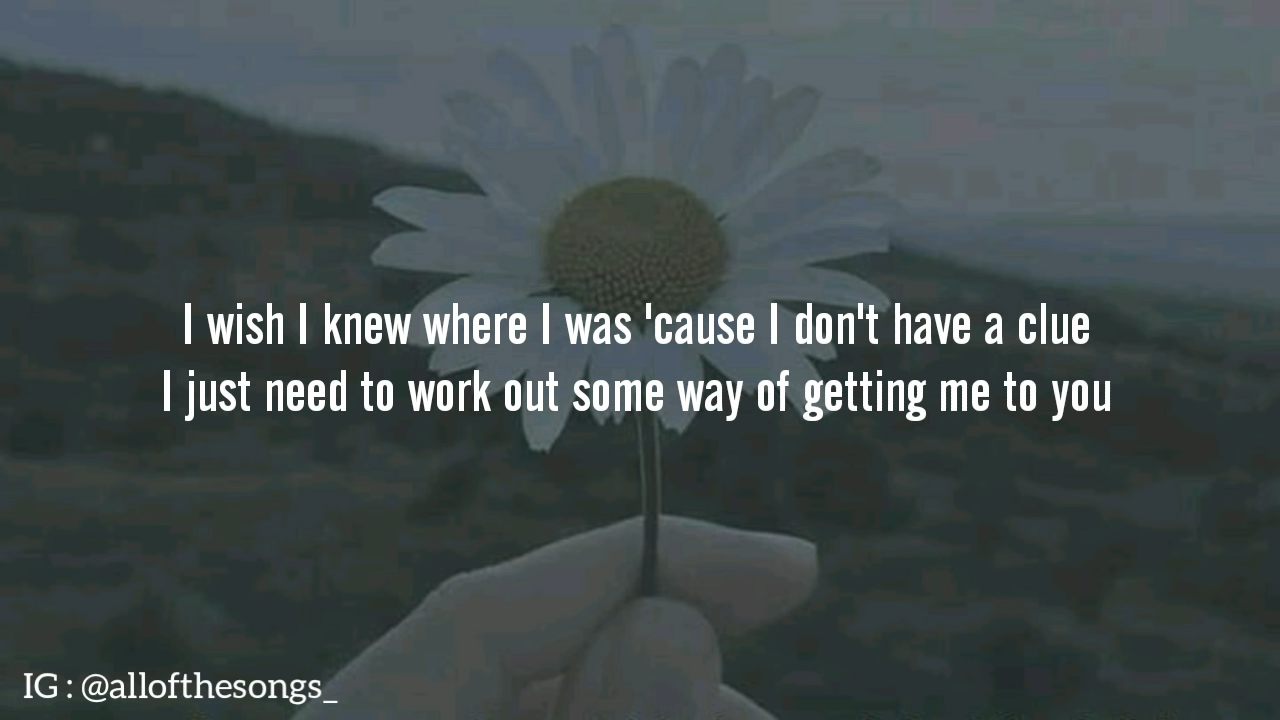 I wish I knew where I was 'cause I don't have a clue
I just need to work out some way of getting me to you
IG : @allofthesongs_